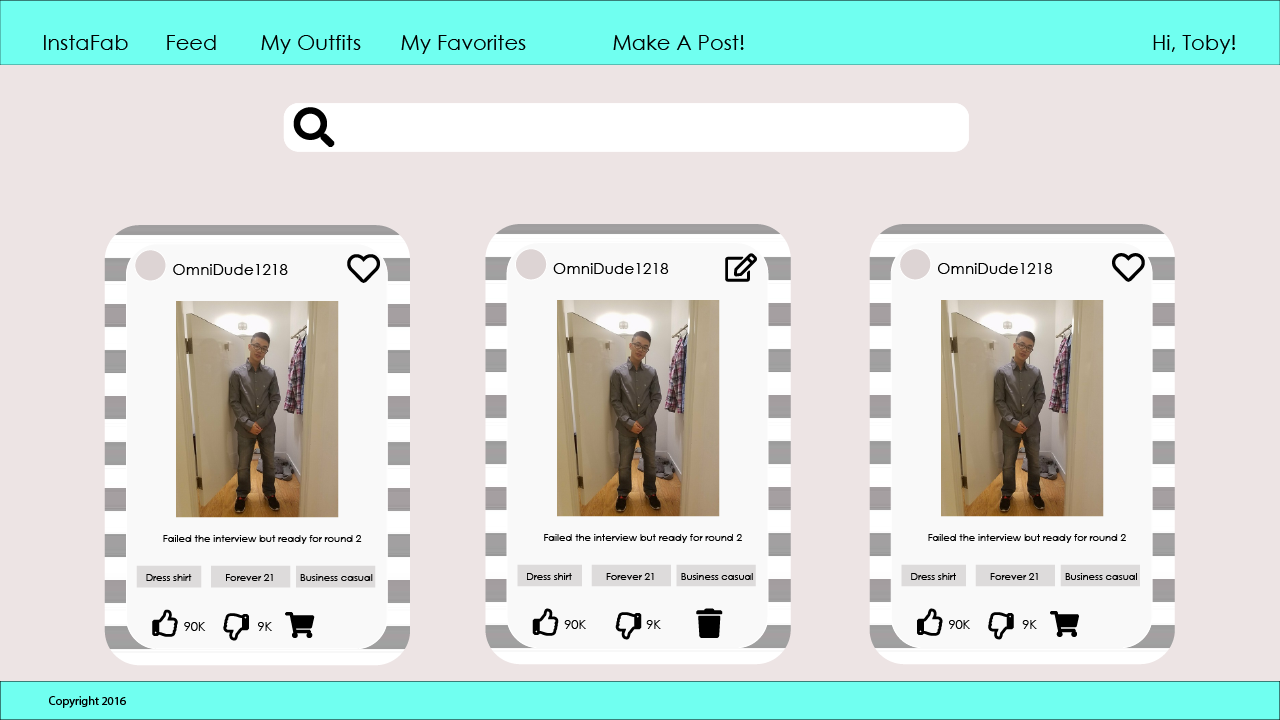 InstaFab Feed My Outfits My Favorites Make A Post! Hi, Toby!
OmniDude1218
Failed the interview but ready for round 2
Dress shirt Forever 21 Business casual
90K 9K
OmniDude1218
Failed the interview but ready for round 2
Dress shirt Forever 21 Business casual
90K 9K
OmniDude1218
Failed the interview but ready for round 2
Dress shirt Forever 21 Business casual
90K 9K
Copyright 2016